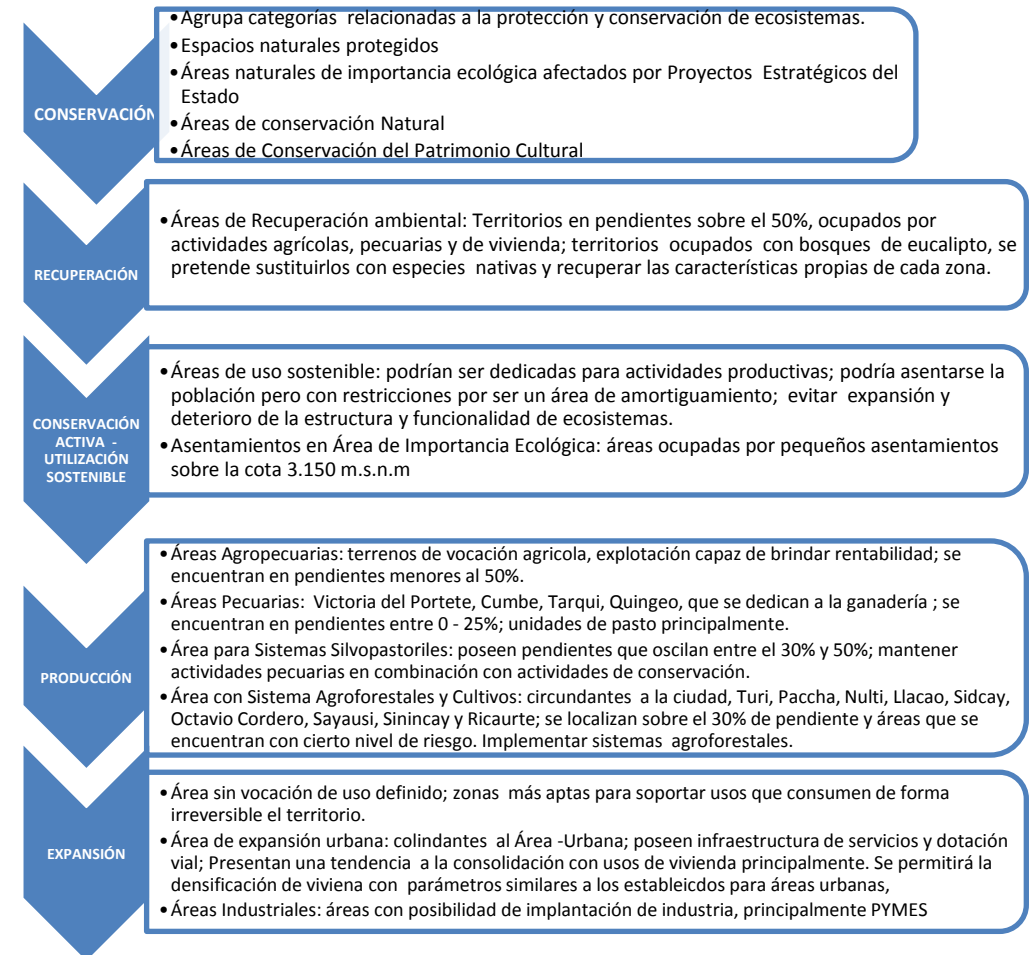 CONSERVACIÓN
•Agrupa categorías relacionadas a la protección y conservación de ecosistemas.
•Espacios naturales protegidos
•Áreas naturales de importancia ecológica afectados por Proyectos Estratégicos del
Estado
•Áreas de conservación Natural
•Áreas de Conservación del Patrimonio Cultural
RECUPERACIÓN
•Áreas de Recuperación ambiental: Territorios en pendientes sobre el 50%, ocupados por
actividades agrícolas, pecuarias y de vivienda; territorios ocupados con bosques de eucalipto, se
pretende sustituirlos con especies nativas y recuperar las características propias de cada zona.
CONSERVACIÓN
ACTIVA -
UTILIZACIÓN
SOSTENIBLE
•Áreas de uso sostenible: podrían ser dedicadas para actividades productivas; podría asentarse la
población pero con restricciones por ser un área de amortiguamiento; evitar expansión y
deterioro de la estructura y funcionalidad de ecosistemas.
•Asentamientos en Área de Importancia Ecológica: áreas ocupadas por pequeños asentamientos
sobre la cota 3.150 m.s.n.m
PRODUCCIÓN
•Áreas Agropecuarias: terrenos de vocación agricola, explotación capaz de brindar rentabilidad; se
encuentran en pendientes menores al 50%.
•Áreas Pecuarias: Victoria del Portete, Cumbe, Tarqui, Quingeo, que se dedican a la ganadería ; se
encuentran en pendientes entre 0 - 25%; unidades de pasto principalmente.
•Área para Sistemas Silvopastoriles: poseen pendientes que oscilan entre el 30% y 50%; mantener
actividades pecuarias en combinación con actividades de conservación.
•Área con Sistema Agroforestales y Cultivos: circundantes a la ciudad, Turi, Paccha, Nulti, Llacao, Sidcay,
Octavio Cordero, Sayausi, Sinincay y Ricaurte; se localizan sobre el 30% de pendiente y áreas que se
encuentran con cierto nivel de riesgo. Implementar sistemas agroforestales.
EXPANSIÓN
•Área sin vocación de uso definido; zonas más aptas para soportar usos que consumen de forma
irreversible el territorio.
•Área de expansión urbana: colindantes al Área -Urbana; poseen infraestructura de servicios y dotación
vial; Presentan una tendencia a la consolidación con usos de vivienda principalmente. Se permitirá la
densificación de viviena con parámetros similares a los estableicdos para áreas urbanas,
•Áreas Industriales: áreas con posibilidad de implantación de industria, principalmente PYMES